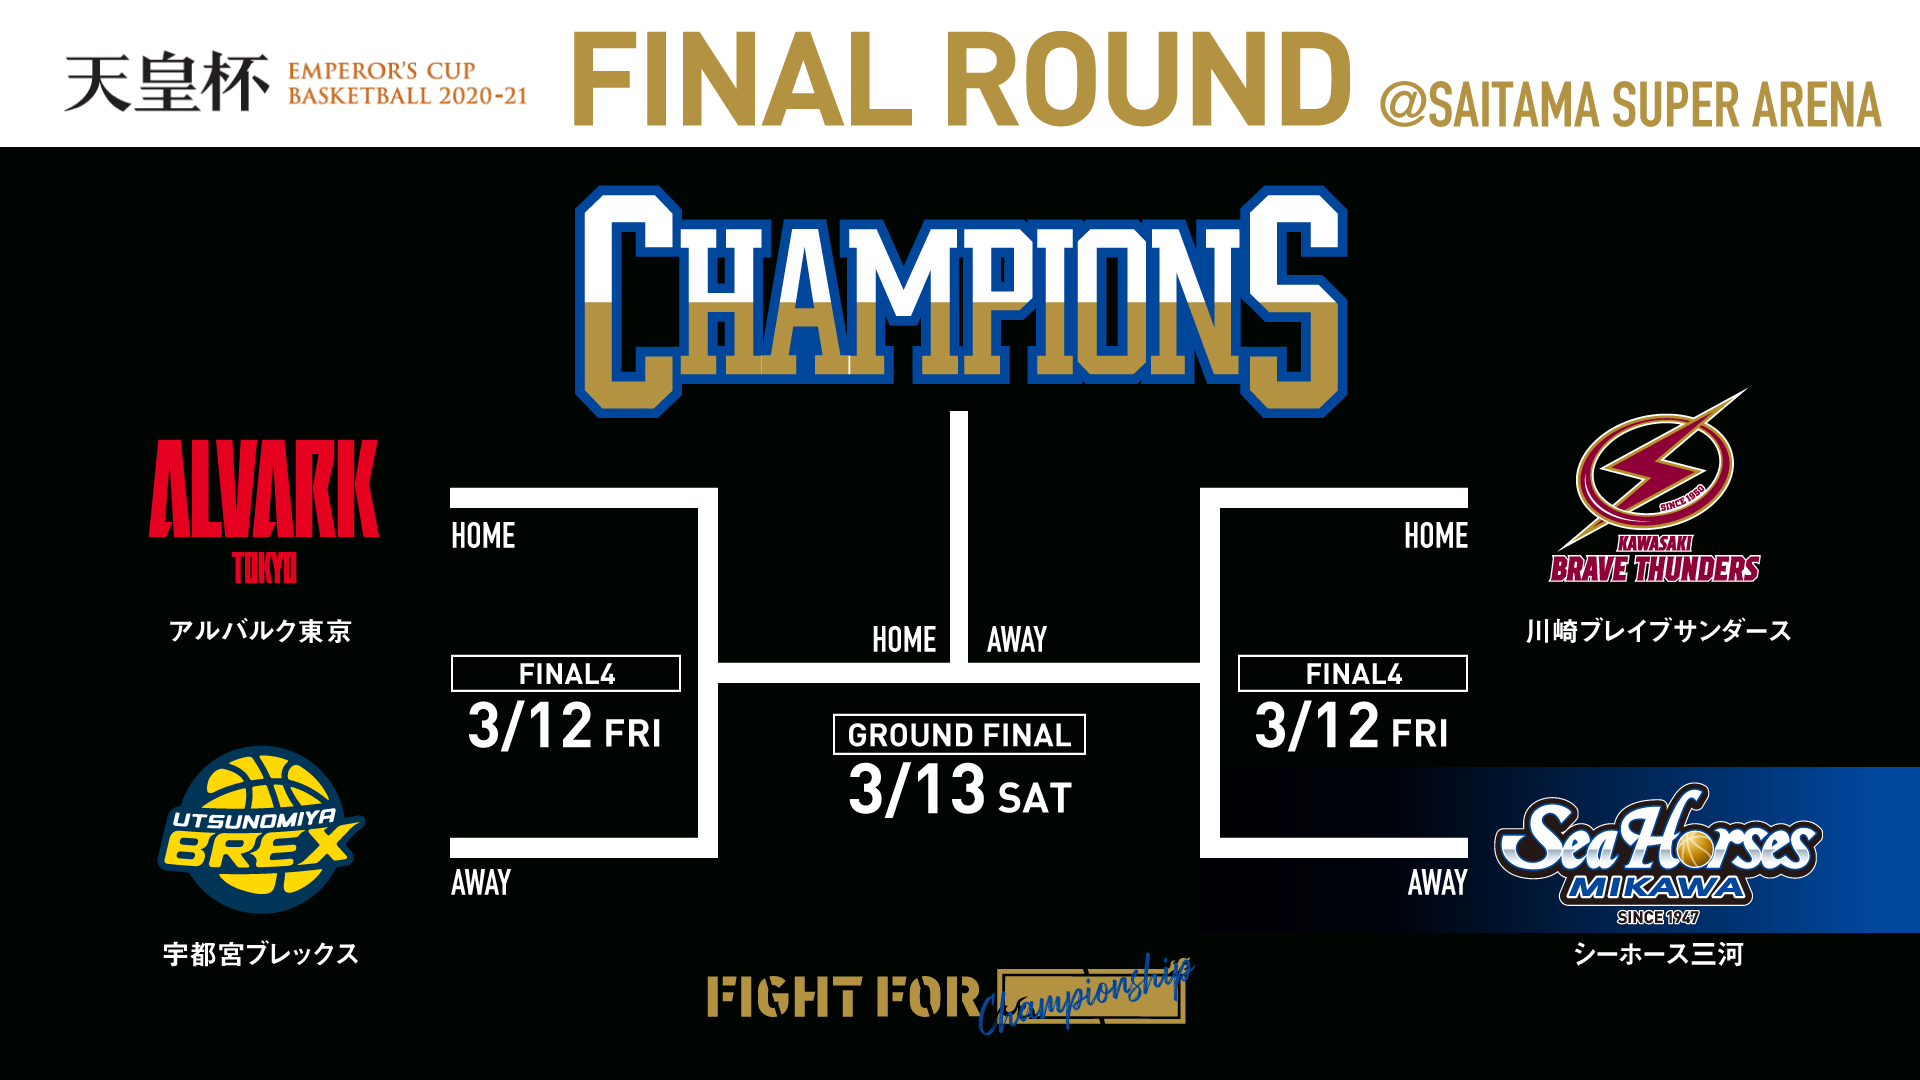 天皇杯
EMPEROR'S CUP
BASKETBALL 2020-21
FINAL ROUND @SAITAMA SUPER ARENA
CHAMPIONS
ALVARK
TOKYO
アルバルク東京
HOME
FINAL4
3/12 FRI
UTSUNOMIYA
BREX
宇都宮ブレックス
AWAY
HOME
AWAY
GROUND FINAL
3/13 SAT
SINCE 1950
KAWASAKI
BRAVE THUNDERS
川崎ブレイブサンダース
HOME
FINAL4
3/12 FRI
SeaHorses
MIKAWA
SINCE 1947
シーホース三河
AWAY
FIGHT FOR Championship